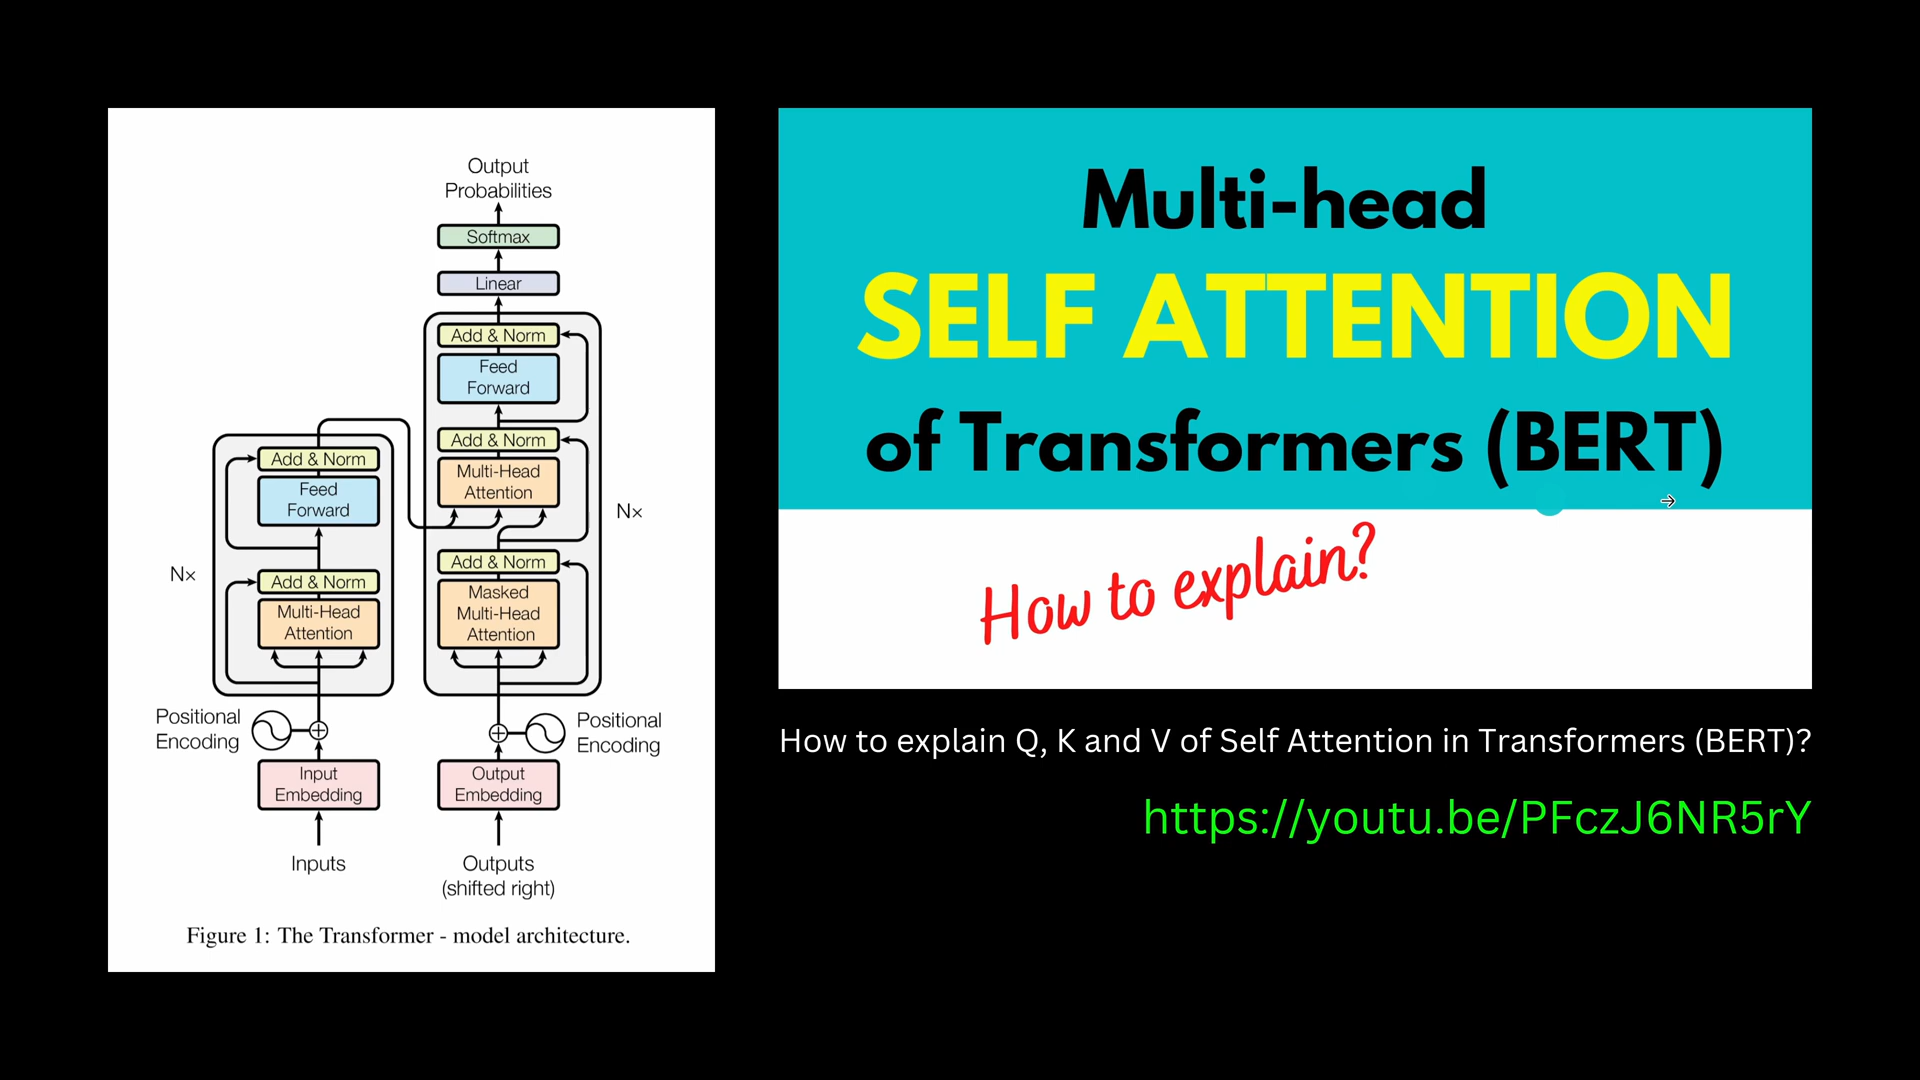 Output
Probabilities
Softmax
Linear
Add & Norm
Feed
Forward
Add & Norm
Multi-Head
Attention
Nx
Add & Norm
Masked
Multi-Head
Attention
Add & Norm
Feed
Forward
Nx
Add & Norm
Multi-Head
Attention
Positional
Encoding
Positional
Encoding
Input
Embedding
Output
Embedding
Inputs
Outputs
(shifted right)
Figure 1: The Transformer - model architecture.
Multi-head
SELF ATTENTION
of Transformers (BERT)
How to explain?
How to explain Q, K and V of Self Attention in Transformers (BERT)?
https://youtu.be/PFczJ6NR5rY